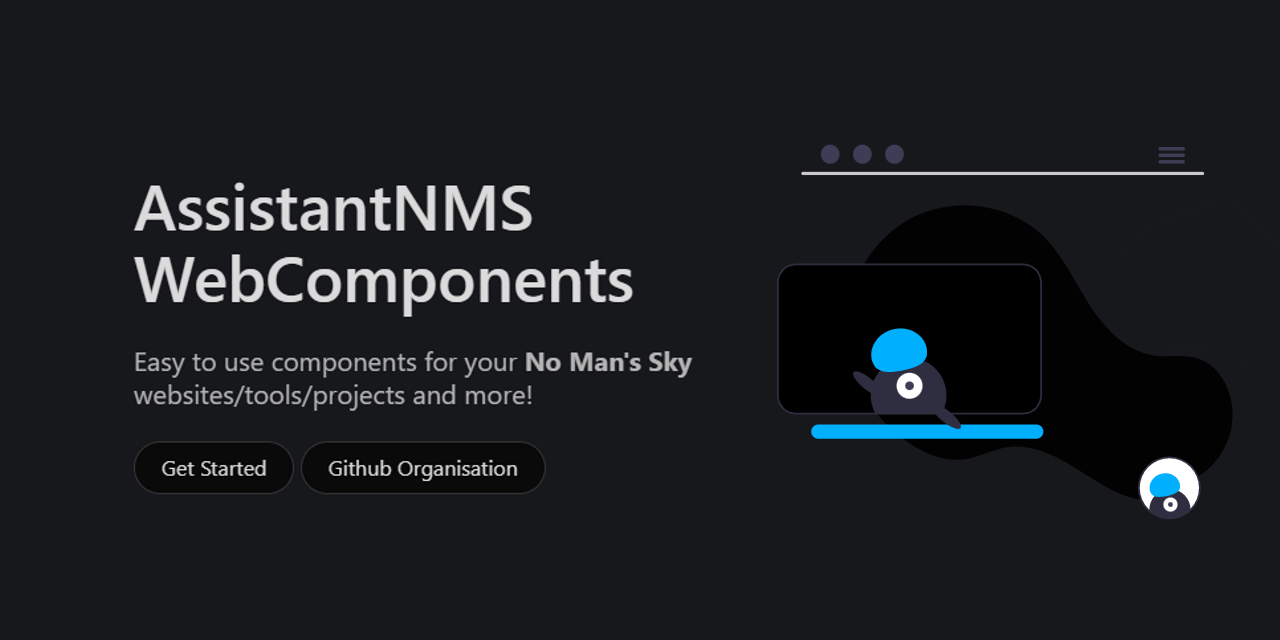 AssistantNMS
WebComponents
Easy to use components for your No Man's Sky
websites/tools/projects and more!
Get Started
Github Organisation